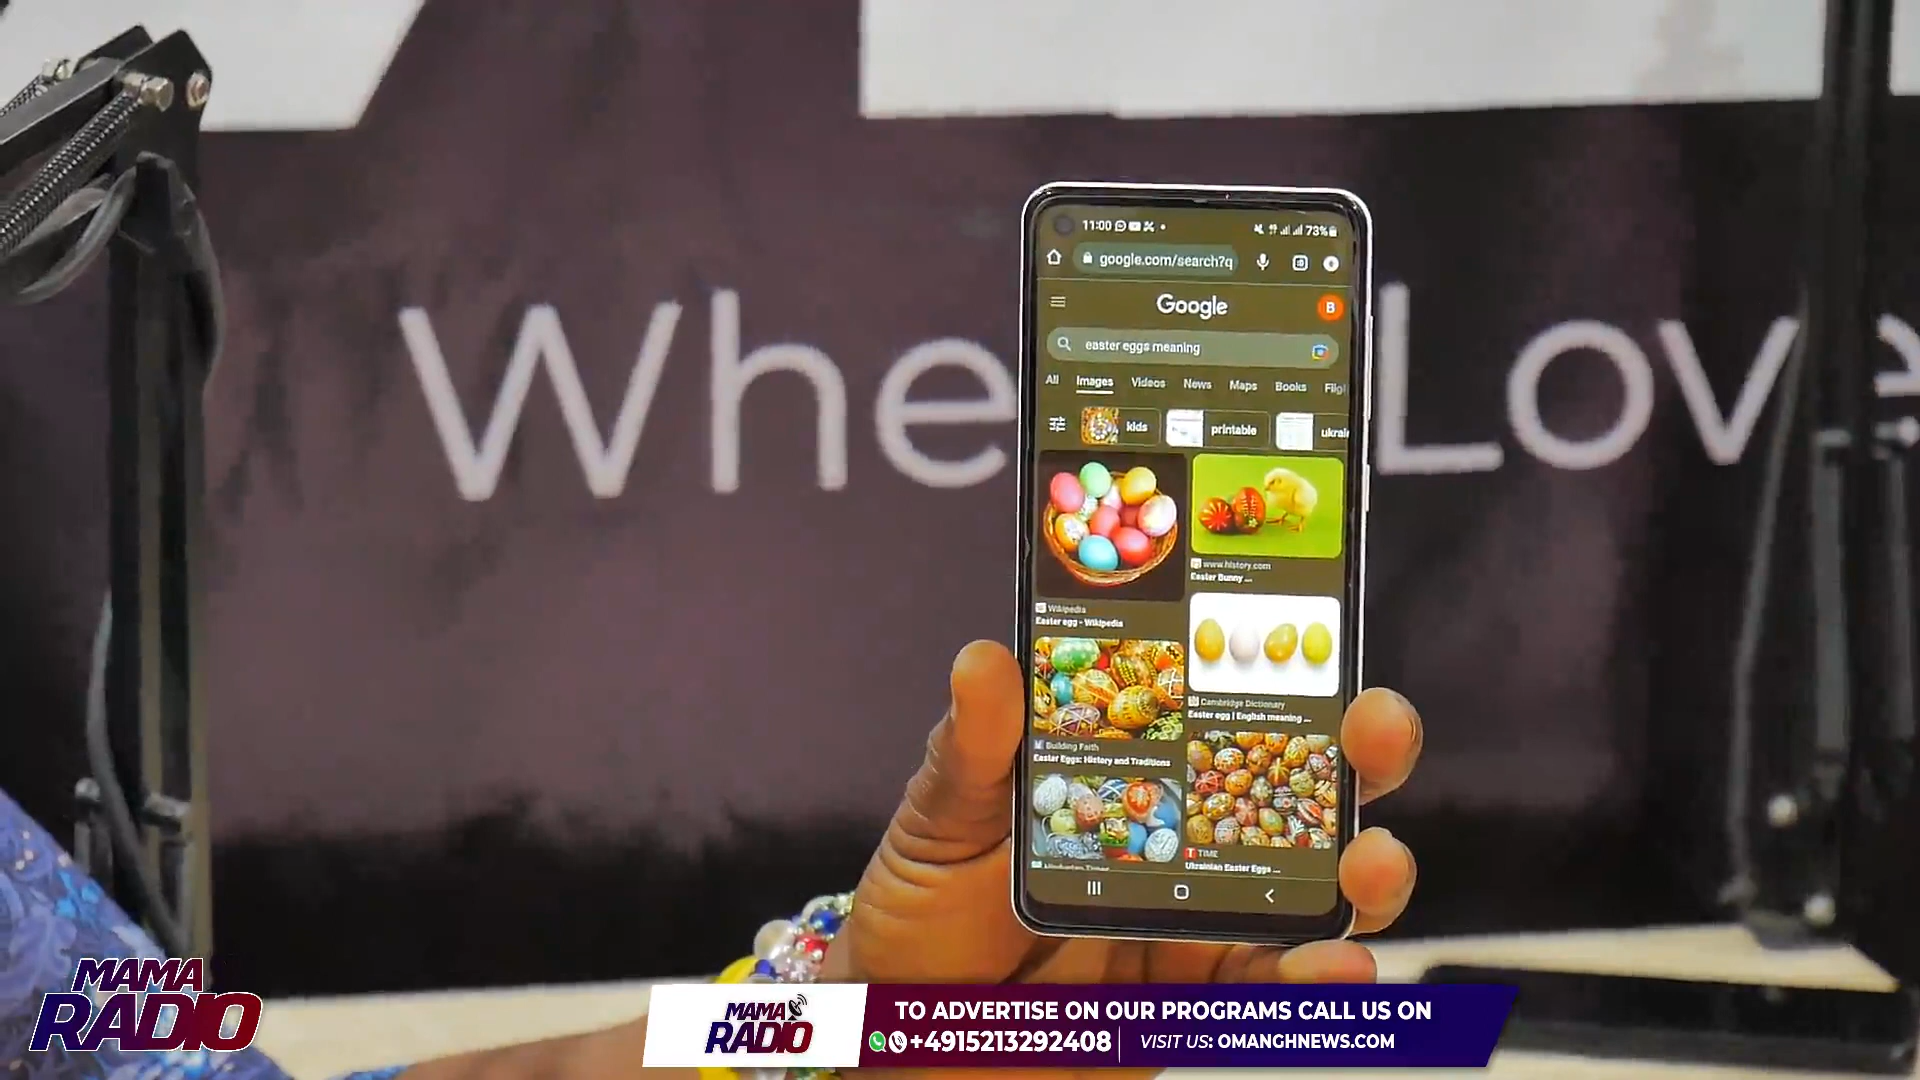 Whe
Love
11:00
73%
google.com/search?q
Google
B
easter eggs meaning
All Images Videos News Maps Books
kids printable
Wikipedia
Easter egg - Wikipedia
www.history.com
Easter Bunny ...
Cambridge Dictionary
Easter egg | English meaning ...
Building Faith
Easter Eggs: History and Traditions
TIME
Ukrainian Easter Eggs ...
MAMA
RADIO
MAMA
RADIO
TO ADVERTISE ON OUR PROGRAMS CALL US ON
+4915213292408
VISIT US: OMANGHNEWS.COM